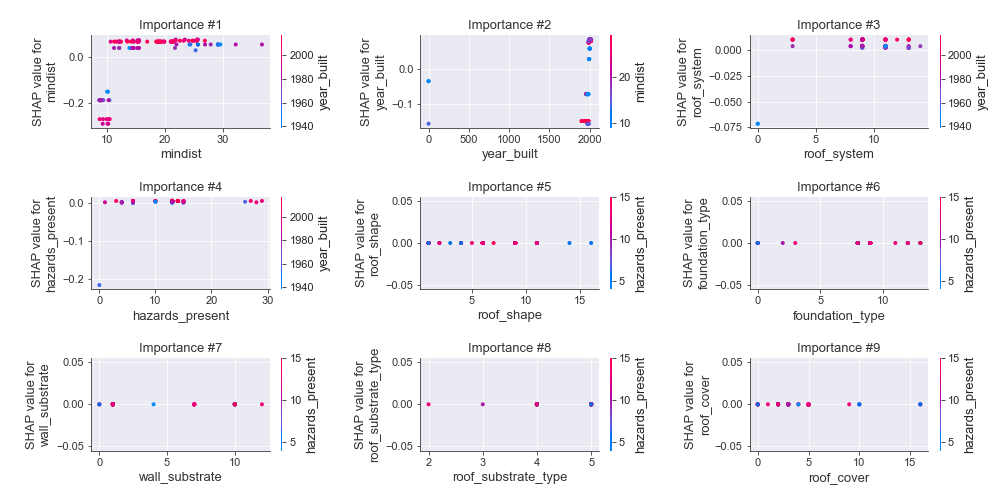 Importance #1
0.0
−0.2
SHAP value for
mindist
10
20
30
mindist
2000
1980
1960
1940
year_built
Importance #2
0.0
−0.1
SHAP value for
year_built
0
500
1000
1500
2000
year_built
20
10
mindist
Importance #3
0.000
−0.025
−0.050
−0.075
SHAP value for
roof_system
0
5
10
roof_system
2000
1980
1960
1940
year_built
Importance #4
0.0
−0.1
−0.2
SHAP value for
hazards_present
0
10
20
30
hazards_present
2000
1980
1960
1940
year_built
Importance #5
0.05
0.00
−0.05
SHAP value for
roof_shape
5
10
15
roof_shape
15
10
5
hazards_present
Importance #6
0.05
0.00
−0.05
SHAP value for
foundation_type
0
5
10
foundation_type
15
10
5
hazards_present
Importance #7
0.05
0.00
−0.05
SHAP value for
wall_substrate
0
5
10
wall_substrate
15
10
5
hazards_present
Importance #8
0.05
0.00
−0.05
SHAP value for
roof_substrate_type
2
3
4
5
roof_substrate_type
15
10
5
hazards_present
Importance #9
0.05
0.00
−0.05
SHAP value for
roof_cover
0
5
10
15
roof_cover
15
10
5
hazards_present